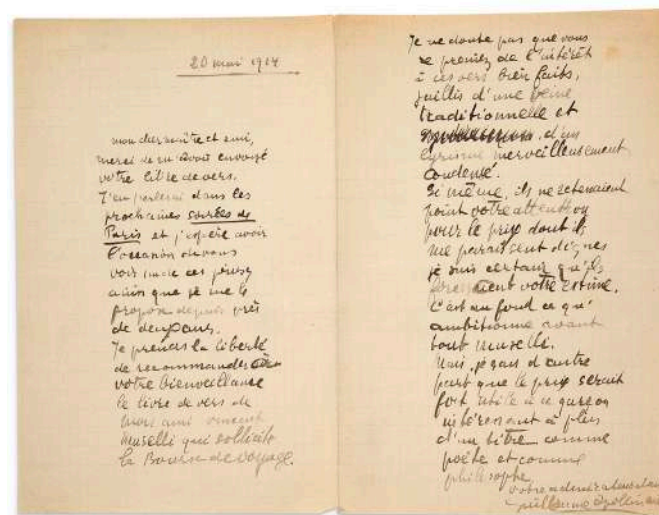 20 mai 1914
mon cher maître et ami,
merci de m'avoir envoyé
votre livre de vers.
J'en parlerai dans les
prochaines soirées de
Paris et j'espère avoir
l'occasion de vous
voir un de ces jours
ainsi que je me le
propose depuis près
de deux ans.
Je prends la liberté
de recommander à
votre bienveillance
le livre de vers de
mon ami vincent
muselli qui sollicite
la Bourse de voyage.
Je ne doute pas que vous
ne preniez de l'intérêt
à ces vers bien faits,
jaillis d'une veine
traditionnelle et
d'un
lyrisme merveilleusement
condensé.
Si même, ils ne retenaient
point votre attention
pour le prix dont ils
me paraissent dignes
je suis certain qu'ils
forceraient votre estime.
C'est au fond ce qu'
ambitionne avant
tout muselli.
Mais, je sais d'autre
part que le prix serait
fort utile à ce garçon
intéressant à plus
d'un titre comme
poète et comme
philosophe
votre
Guillaume Apollinaire